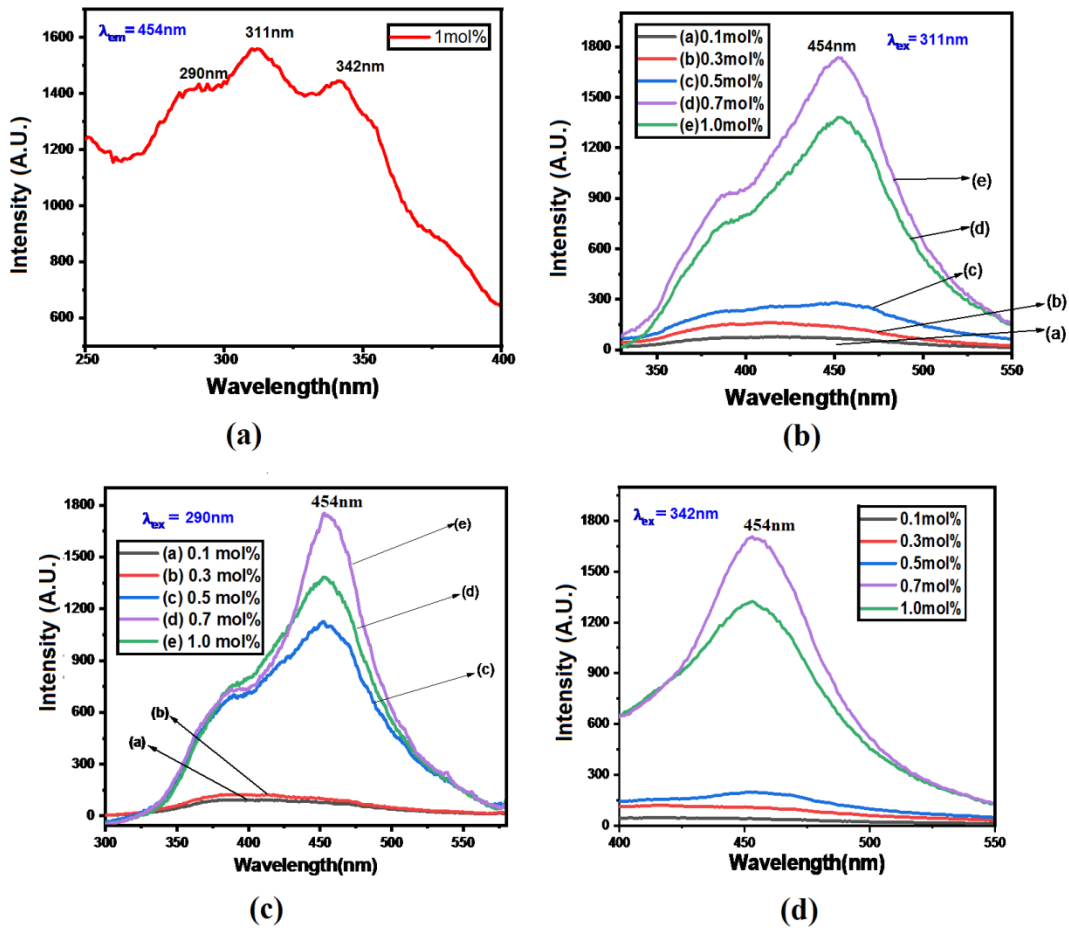 λem = 454nm
311nm
1mol%
290nm
342nm
1600
1400
1200
1000
800
600
Intensity (A.U.)
250
300
350
400
Wavelength(nm)
(a)
(a)0.1mol%
(b)0.3mol%
(c)0.5mol%
(d)0.7mol%
(e)1.0mol%
454nm
λex = 311nm
1800
1500
1200
900
600
300
0
Intensity (A.U.)
(e)
(d)
(c)
(b)
(a)
350
400
450
500
550
Wavelength(nm)
(b)
λex = 290nm
454nm
(a) 0.1 mol%
(b) 0.3 mol%
(c) 0.5 mol%
(d) 0.7 mol%
(e) 1.0 mol%
1800
1500
1200
900
600
300
0
Intensity (A.U.)
(e)
(d)
(c)
(b)
(a)
300
350
400
450
500
550
Wavelength(nm)
(c)
λex = 342nm
454nm
0.1mol%
0.3mol%
0.5mol%
0.7mol%
1.0mol%
1800
1500
1200
900
600
300
0
Intensity (A.U.)
400
450
500
550
Wavelength(nm)
(d)